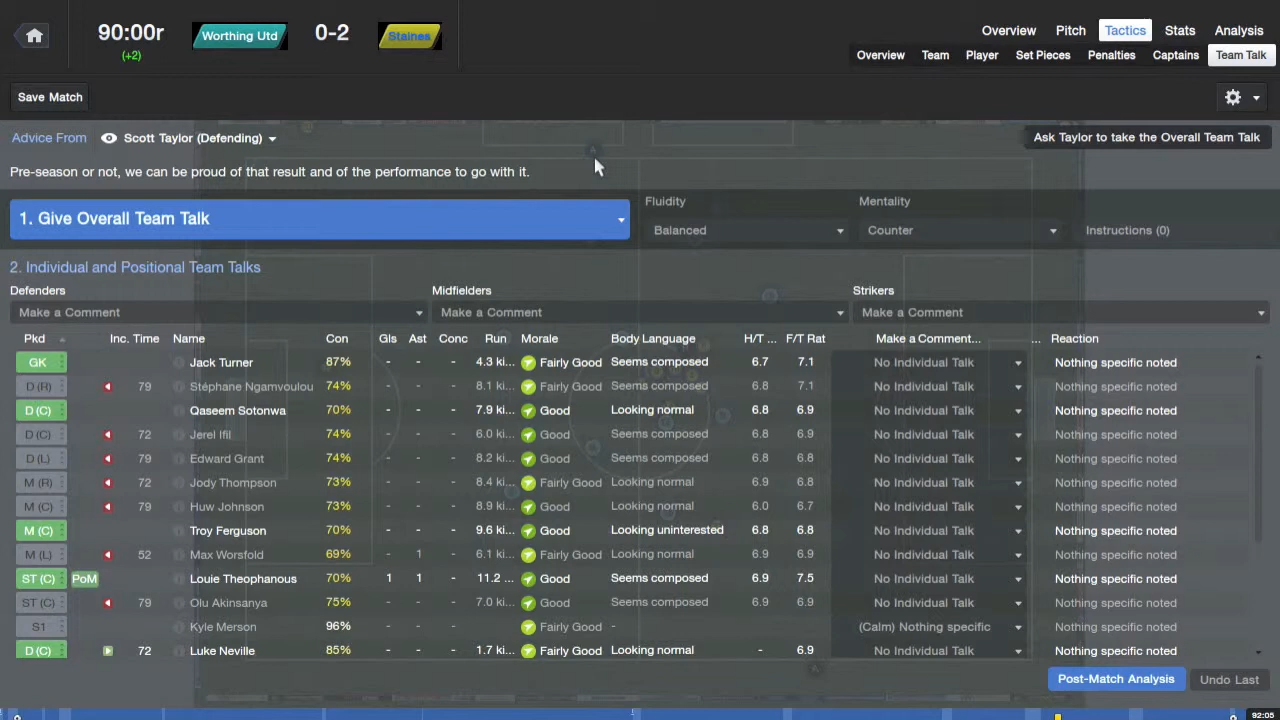 90:00r Worthing Utd 0-2 Staines Overview Pitch Tactics Stats Analysis
(+2) Overview Team Player Set Pieces Penalties Captains Team Talk
Save Match
Advice From Scott Taylor (Defending) Ask Taylor to take the Overall Team Talk
Pre-season or not, we can be proud of that result and of the performance to go with it.
Fluidity Mentality
1. Give Overall Team Talk Balanced Counter Instructions (0)
2. Individual and Positional Team Talks
Defenders Midfielders Strikers
Make a Comment Make a Comment Make a Comment
Pkd Inc. Time Name Con Gls Ast Conc Run Morale Body Language H/T ... F/T Rat Make a Comment... ... Reaction
GK Jack Turner 87% - - - 4.3 ki... Fairly Good Seems composed 6.7 7.1 No Individual Talk Nothing specific noted
D (R) 79 Stéphane Ngamvoulou 74% - - - 8.1 ki... Fairly Good Seems composed 6.8 7.1 No Individual Talk Nothing specific noted
D (C) Qaseem Sotonwa 70% - - - 7.9 ki... Good Looking normal 6.8 6.9 No Individual Talk Nothing specific noted
D (C) 72 Jerel Ifil 74% - - - 6.0 ki... Good Seems composed 6.8 6.9 No Individual Talk Nothing specific noted
D (L) 79 Edward Grant 74% - - - 8.2 ki... Good Seems composed 6.8 6.9 No Individual Talk Nothing specific noted
M (R) 72 Jody Thompson 73% - - - 8.4 ki... Fairly Good Looking normal 6.9 6.8 No Individual Talk Nothing specific noted
M (C) 79 Huw Johnson 73% - - - 8.9 ki... Good Looking normal 6.0 6.7 No Individual Talk Nothing specific noted
M (C) Troy Ferguson 70% - - - 9.6 ki... Good Looking uninterested 6.8 6.8 No Individual Talk Nothing specific noted
M (L) 52 Max Worsfold 69% - 1 - 6.1 ki... Fairly Good Looking normal 6.9 6.9 No Individual Talk Nothing specific noted
ST (C) PoM Louie Theophanous 70% 1 1 - 11.2 ... Good Seems composed 6.9 7.5 No Individual Talk Nothing specific noted
ST (C) 79 Olu Akinsanya 75% - - - 7.0 ki... Good Seems composed 6.9 6.9 No Individual Talk Nothing specific noted
S1 Kyle Merson 96% - - - Fairly Good - (Calm) Nothing specific Nothing specific noted
D (C) 72 Luke Neville 85% - - - 1.7 ki... Fairly Good Looking normal - 6.9 No Individual Talk Nothing specific noted
Post-Match Analysis Undo Last
92:05